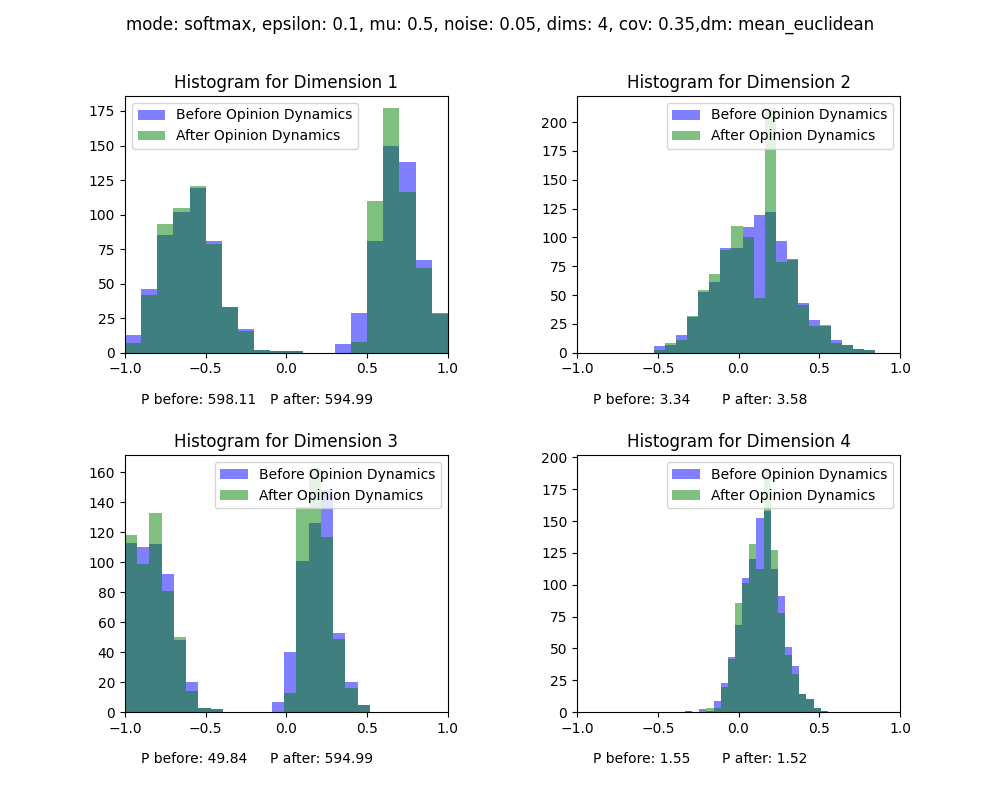 mode: softmax, epsilon: 0.1, mu: 0.5, noise: 0.05, dims: 4, cov: 0.35,dm: mean_euclidean
Histogram for Dimension 1
Before Opinion Dynamics
After Opinion Dynamics
175
150
125
100
75
50
25
0
−1.0 −0.5 0.0 0.5 1.0
P before: 598.11 P after: 594.99
Histogram for Dimension 2
Before Opinion Dynamics
After Opinion Dynamics
200
175
150
125
100
75
50
25
0
−1.0 −0.5 0.0 0.5 1.0
P before: 3.34 P after: 3.58
Histogram for Dimension 3
Before Opinion Dynamics
After Opinion Dynamics
160
140
120
100
80
60
40
20
0
−1.0 −0.5 0.0 0.5 1.0
P before: 49.84 P after: 594.99
Histogram for Dimension 4
Before Opinion Dynamics
After Opinion Dynamics
200
175
150
125
100
75
50
25
0
−1.0 −0.5 0.0 0.5 1.0
P before: 1.55 P after: 1.52